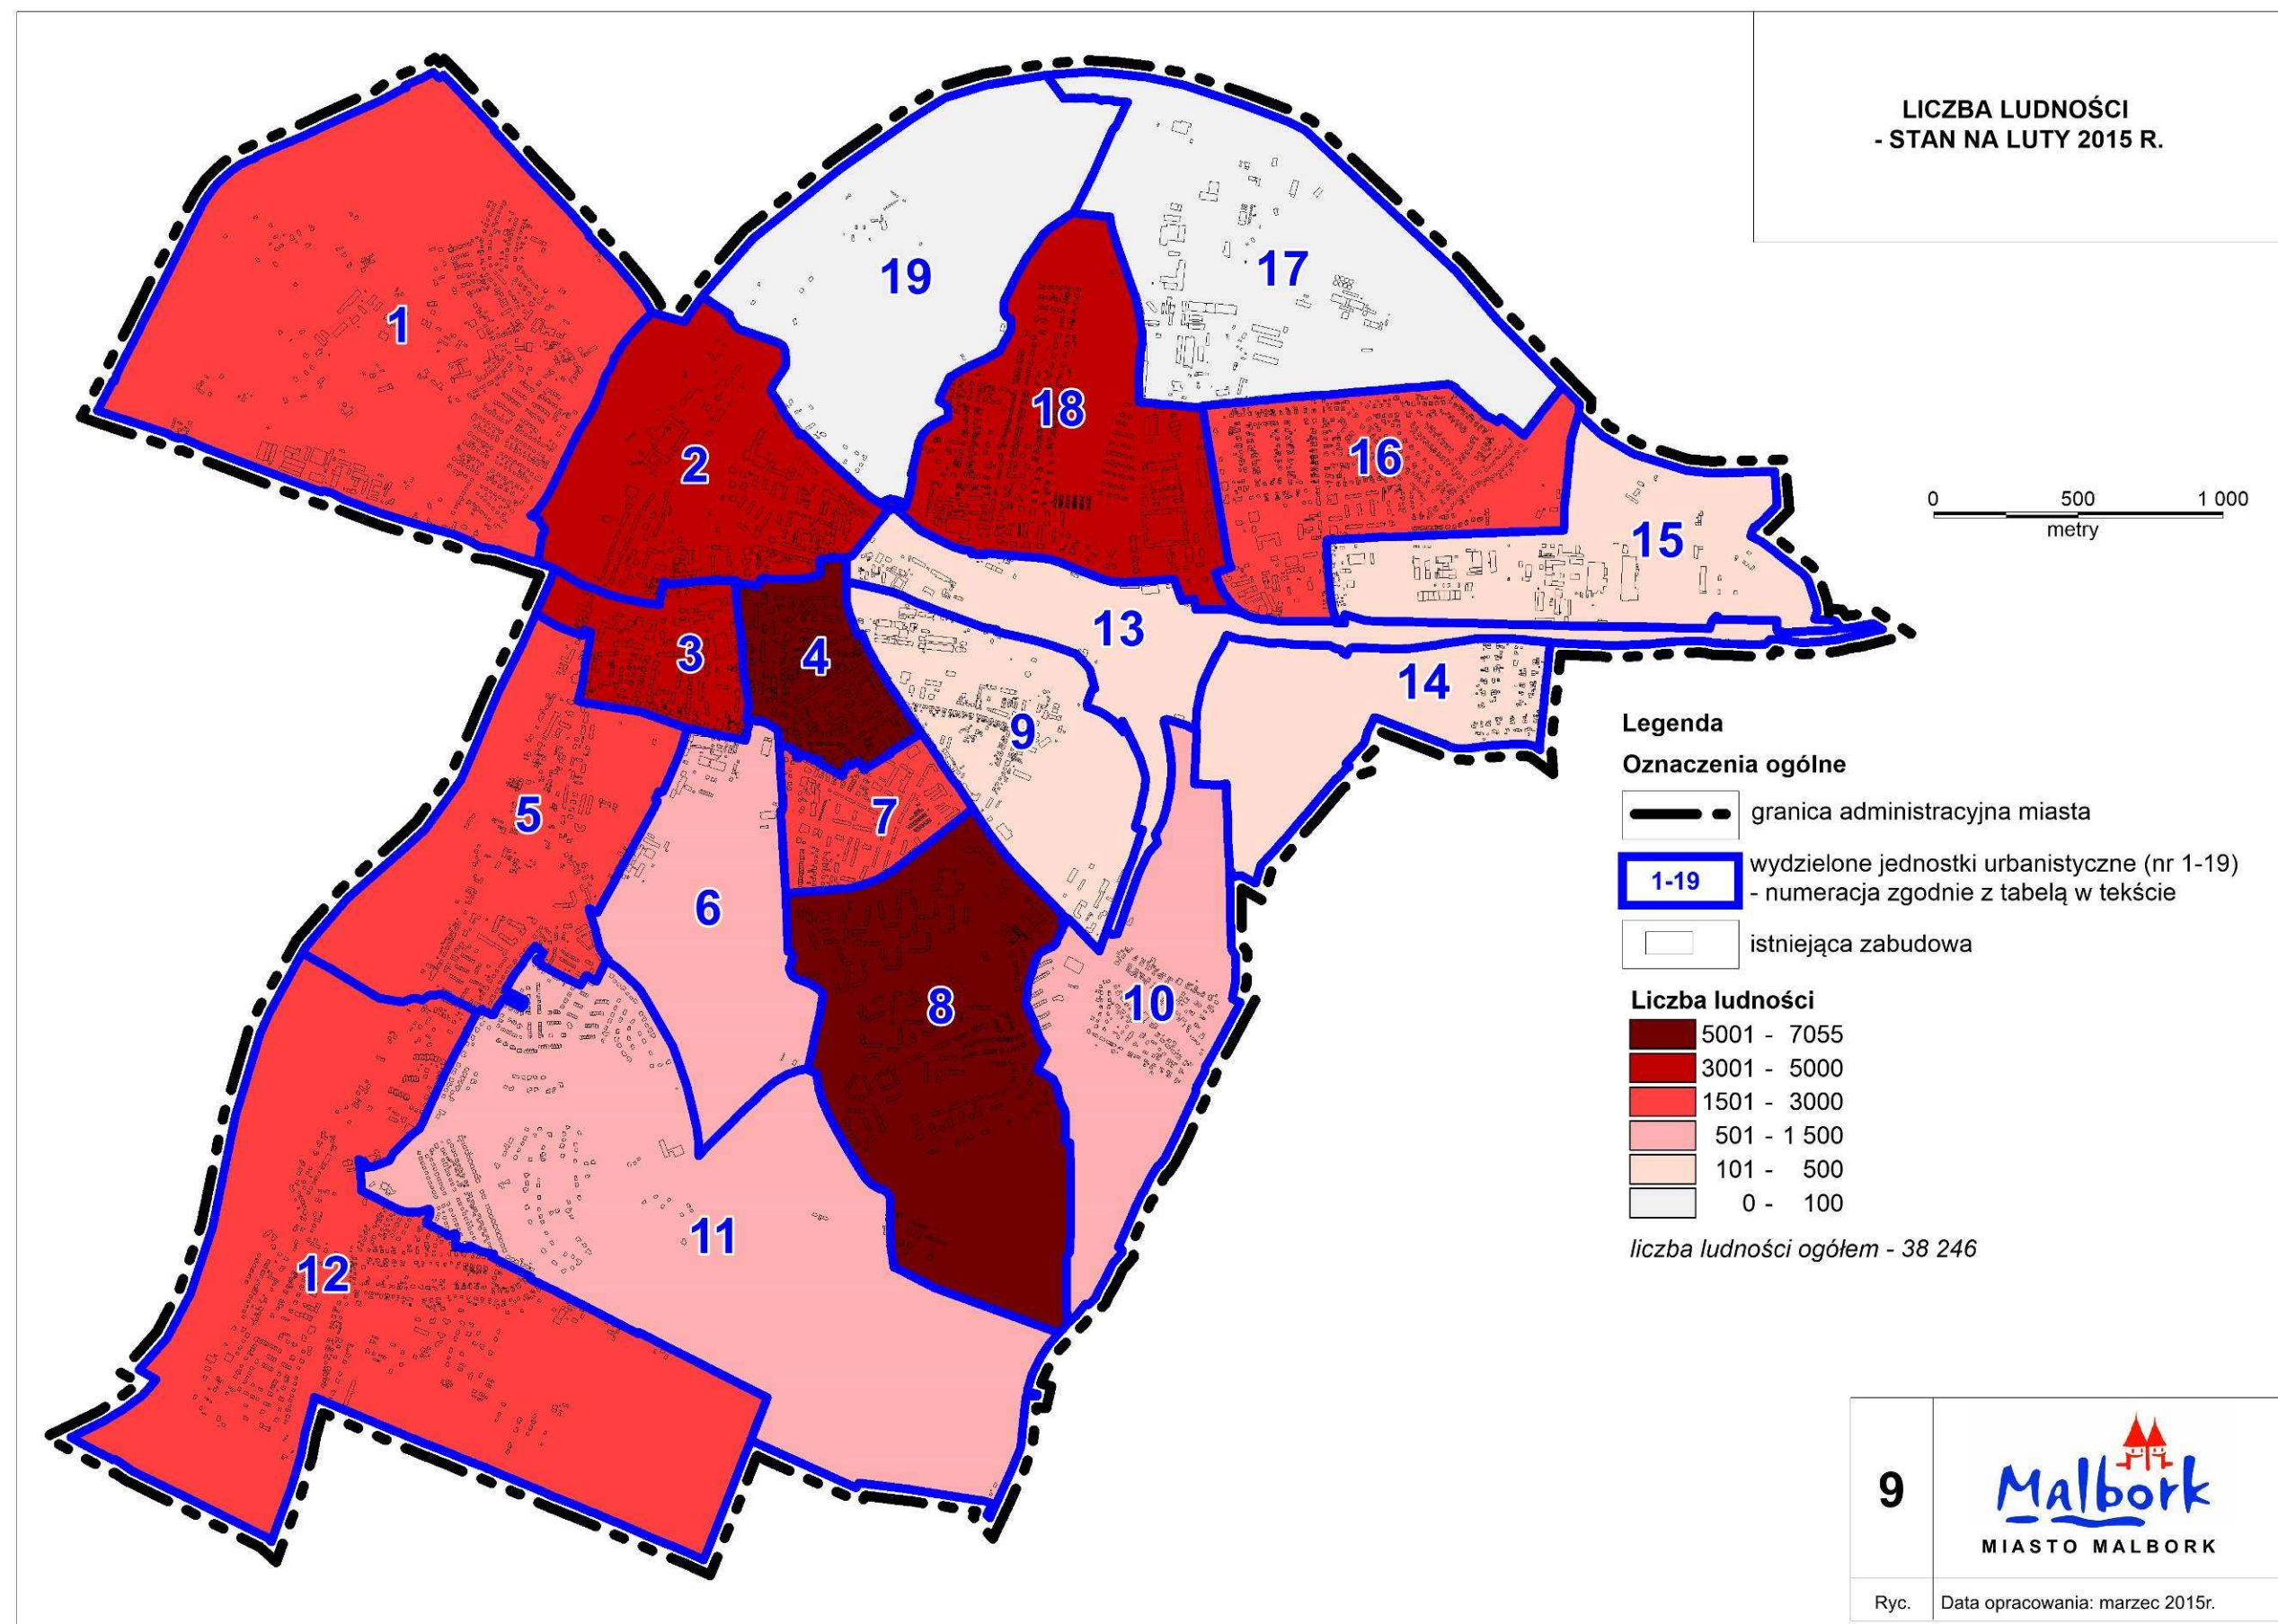 LICZBA LUDNOŚCI
- STAN NA LUTY 2015 R.
1
19
17
18
2
16
15
0 500 1 000
metry
3
4
13
14
9
5
7
6
8
10
11
12
Legenda
Oznaczenia ogólne
granica administracyjna miasta
1-19
wydzielone jednostki urbanistyczne (nr 1-19)
- numeracja zgodnie z tabelą w tekście
istniejąca zabudowa
Liczba ludności
5001 - 7055
3001 - 5000
1501 - 3000
501 - 1 500
101 - 500
0 - 100
liczba ludności ogółem - 38 246
9
Malbork
MIASTO MALBORK
Ryc.
Data opracowania: marzec 2015r.